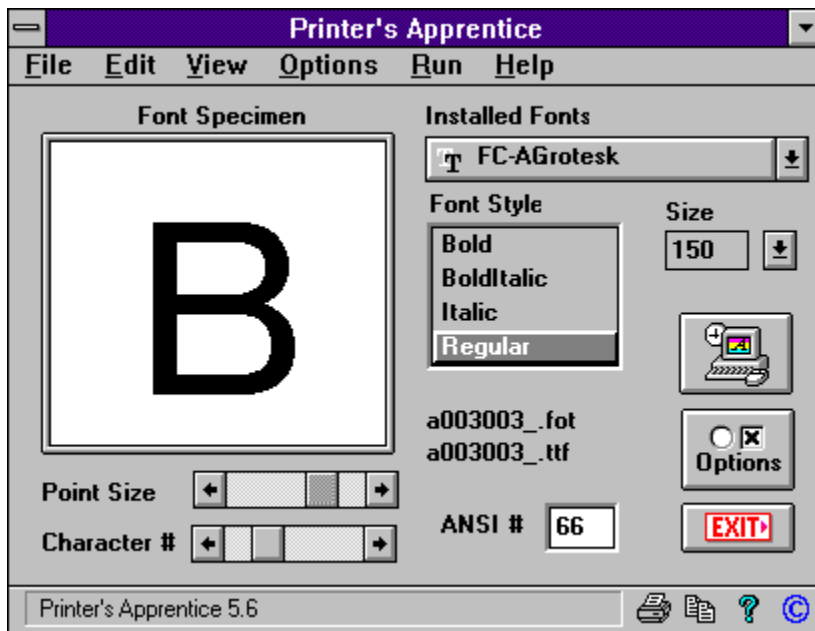 Printer's Apprentice
File Edit View Options Run Help
Font Specimen
B
Installed Fonts
FC-AGrotesk
Font Style
Bold
BoldItalic
Italic
Regular
Size
150
a003003_.fot
a003003_.ttf
Options
Point Size
Character #
ANSI # 66
EXIT
Printer's Apprentice 5.6
©